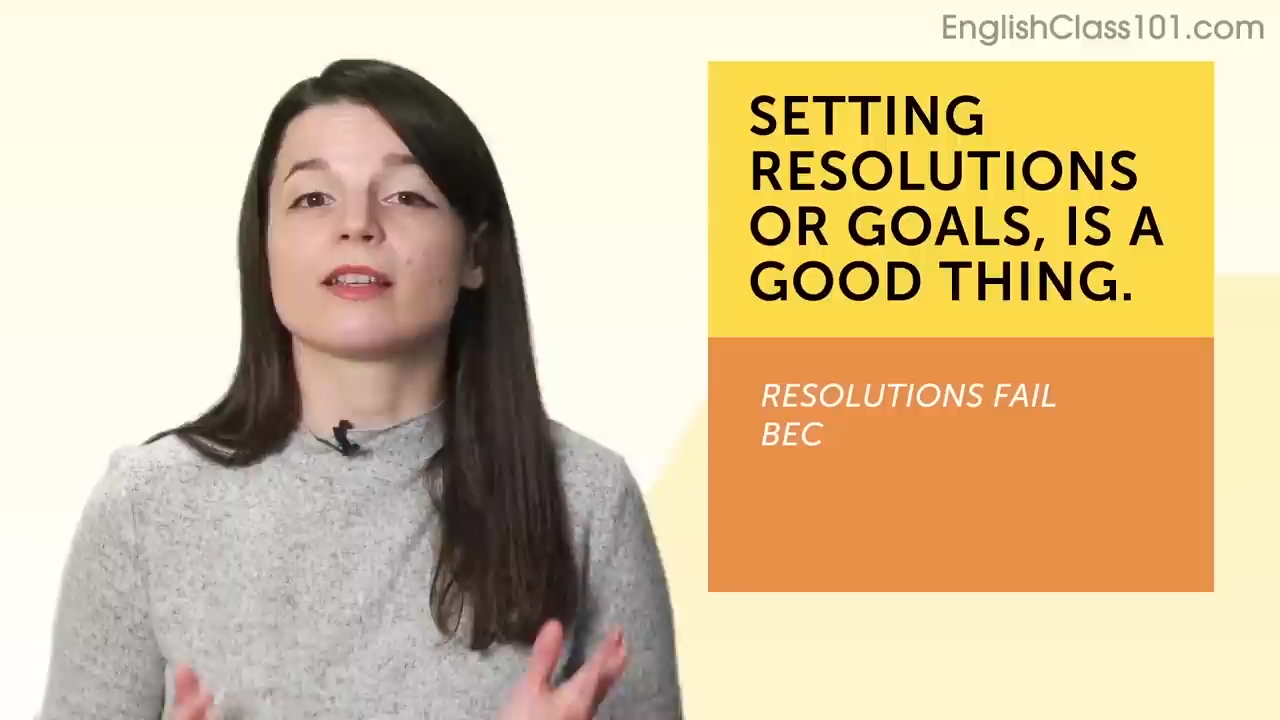 EnglishClass101.com
SETTING
RESOLUTIONS
OR GOALS, IS A
GOOD THING.
RESOLUTIONS FAIL
BEC